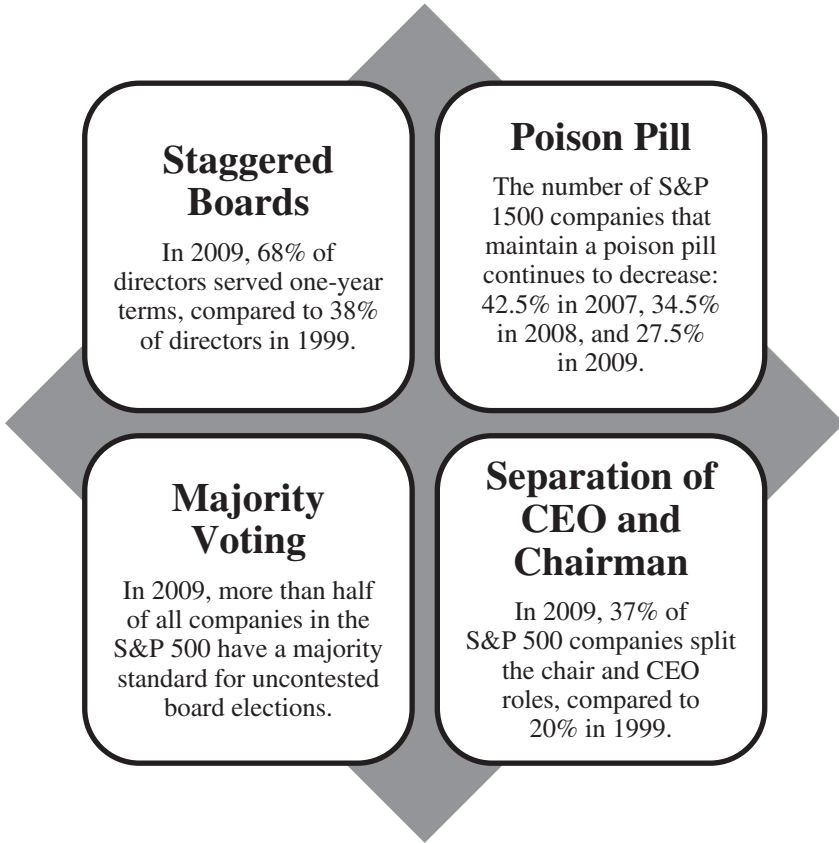 Staggered
Boards
In 2009, 68% of
directors served one-year
terms, compared to 38%
of directors in 1999.
Poison Pill
The number of S&P
1500 companies that
maintain a poison pill
continues to decrease:
42.5% in 2007, 34.5%
in 2008, and 27.5%
in 2009.
Majority
Voting
In 2009, more than half
of all companies in the
S&P 500 have a majority
standard for uncontested
board elections.
Separation of
CEO and
Chairman
In 2009, 37% of
S&P 500 companies split
the chair and CEO
roles, compared to
20% in 1999.